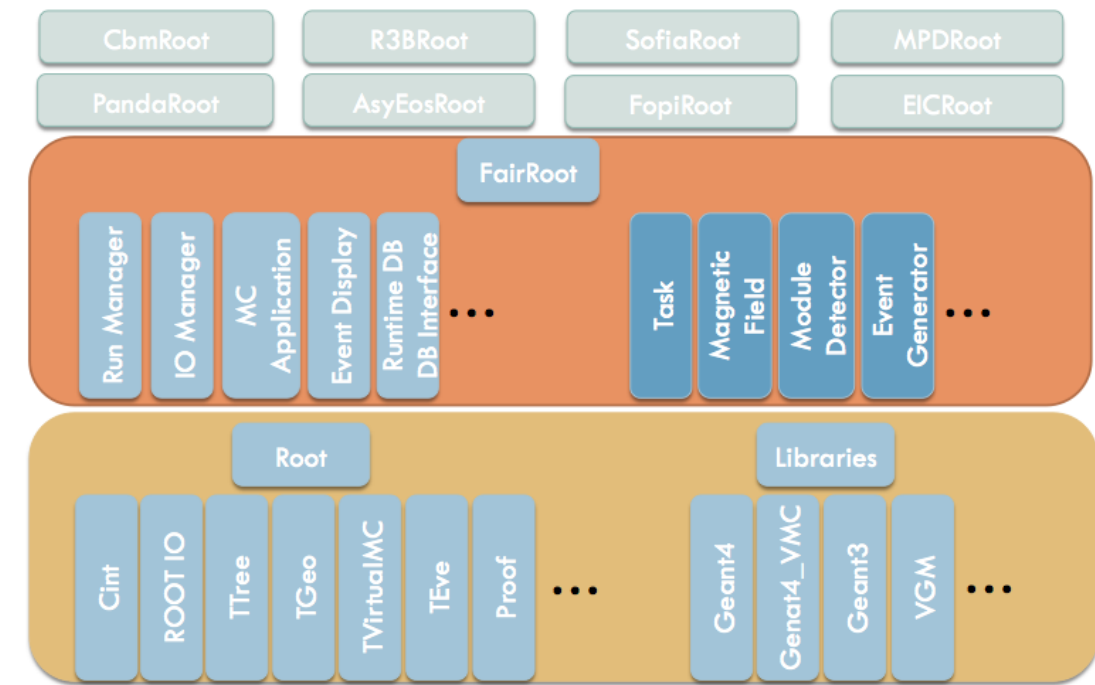 CbmRoot
R3BRoot
SofiaRoot
MPDRoot
PandaRoot
AsyEosRoot
FopiRoot
EICRoot
FairRoot
Run Manager
IO Manager
MC
Application
Event Display
Runtime DB
DB Interface
...
Task
Magnetic
Field
Module
Detector
Event
Generator
...
Root
Libraries
Cint
ROOT IO
TTree
TGeo
TVirtualMC
TEve
Proof
...
Geant4
Genat4_VMC
Geant3
VGM
...